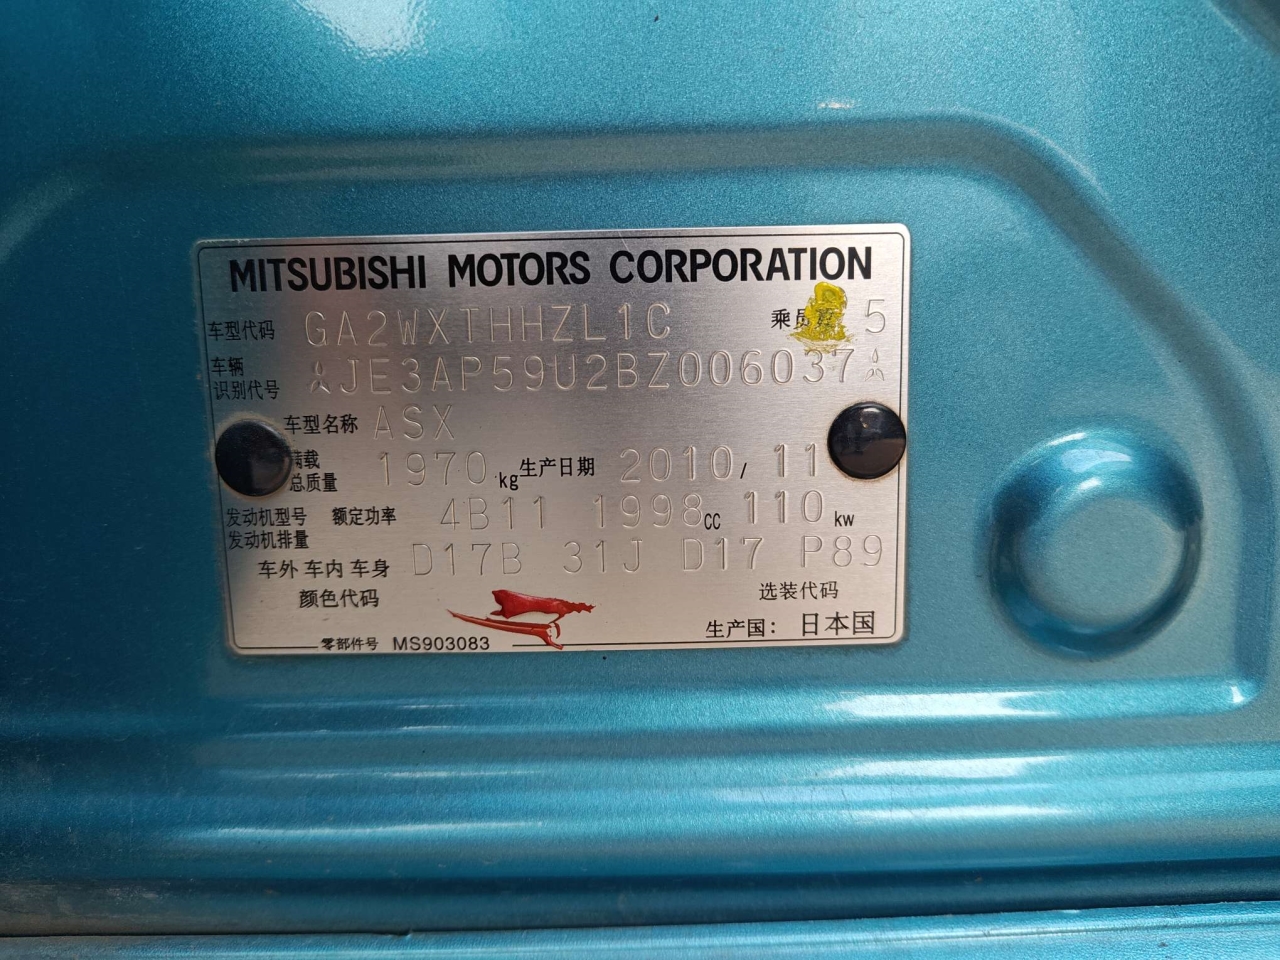 MITSUBISHI MOTORS CORPORATION
车型代码 GA2WXTHHZL1C 乘员数 5
车辆
识别代号 JE3AP59U2BZ006037
车型名称 ASX
满载
总质量 1970 kg 生产日期 2010/11
发动机型号 额定功率 4B11 1998cc 110 kw
发动机排量
车外 车内 车身 D17B 31J D17 P89
颜色代码 选装代码
生产国：日本国
零部件号 MS903083